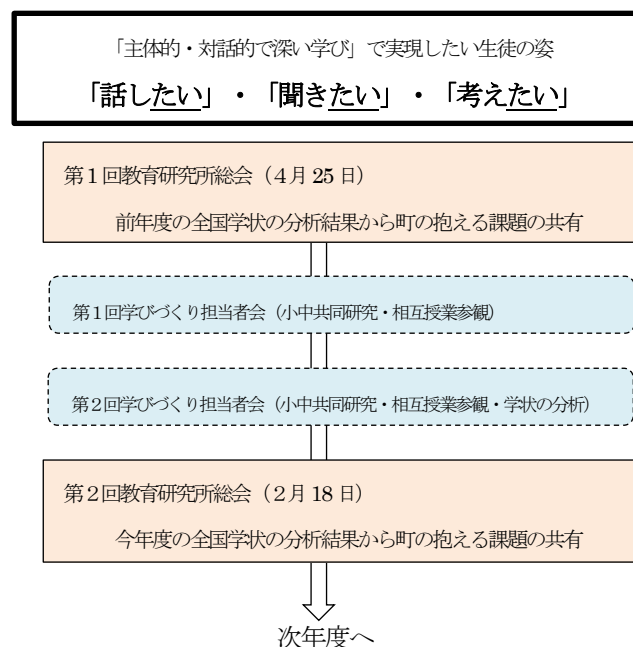 「主体的・対話的で深い学び」で実現したい生徒の姿
「話したい」・「聞きたい」・「考えたい」
第1回教育研究所総会(4月25日)
前年度の全国学状の分析結果から町の抱える課題の共有
第1回学びづくり担当者会(小中共同研究・相互授業参観)
第2回学びづくり担当者会(小中共同研究・相互授業参観・学状の分析)
第2回教育研究所総会(2月18日)
今年度の全国学状の分析結果から町の抱える課題の共有
次年度へ